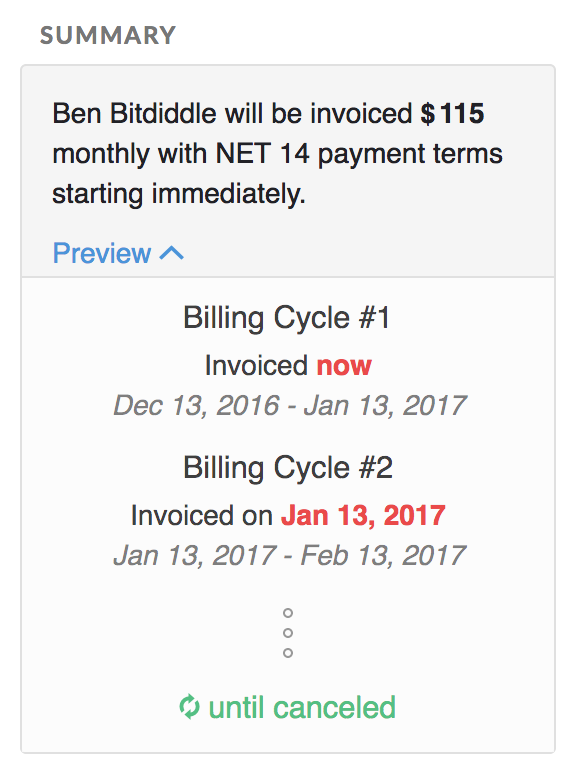 SUMMARY
Ben Bitdiddle will be invoiced $115
monthly with NET 14 payment terms
starting immediately.
Preview
Billing Cycle #1
Invoiced now
Dec 13, 2016 - Jan 13, 2017
Billing Cycle #2
Invoiced on Jan 13, 2017
Jan 13, 2017 - Feb 13, 2017
until canceled